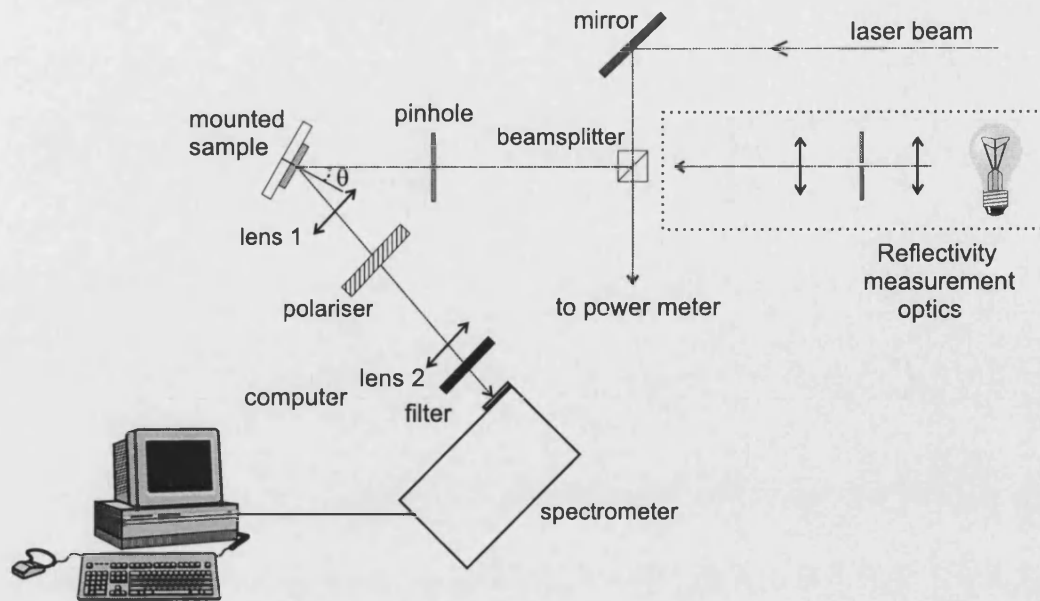 mirror
laser beam
mounted
sample
pinhole
beamsplitter
θ
lens 1
Reflectivity
measurement
optics
polariser
to power meter
lens 2
computer
filter
spectrometer